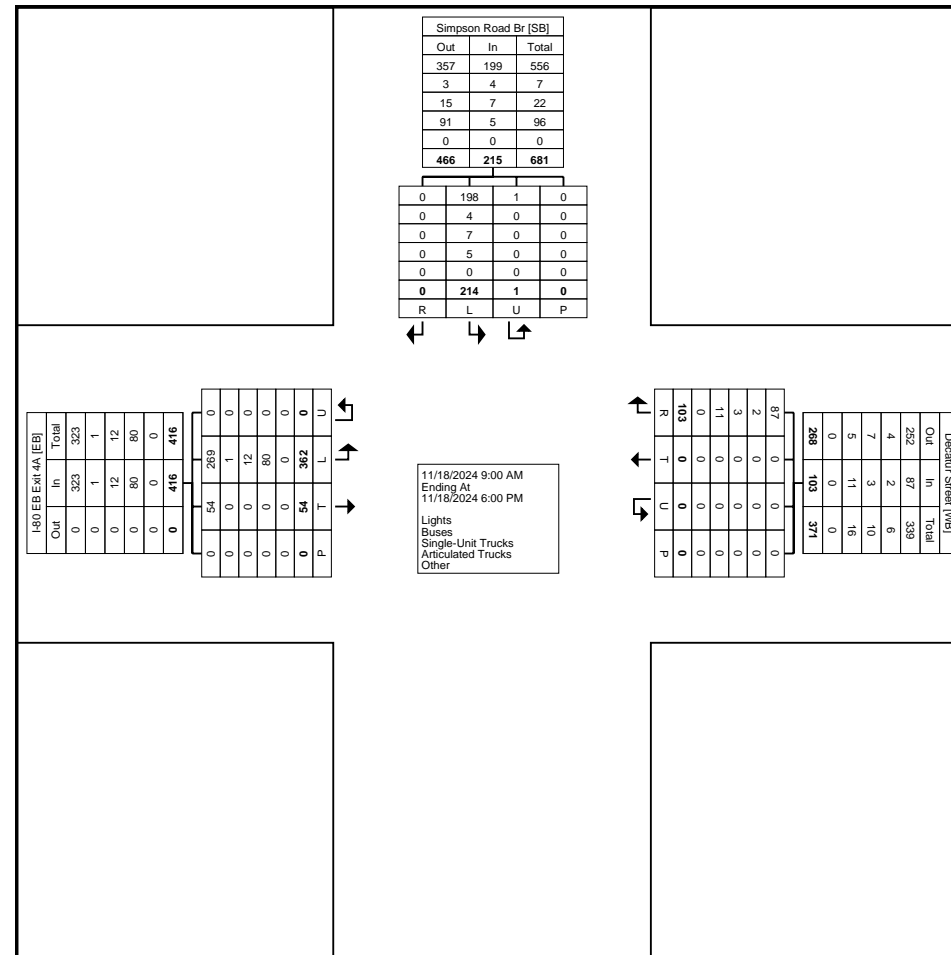 Simpson Road Br [SB]
Out In Total
357 199 556
3 4 7
15 7 22
91 5 96
0 0 0
466 215 681
0 198 1 0
0 4 0 0
0 7 0 0
0 5 0 0
0 0 0 0
0 214 1 0
R L U P
I-80 EB Exit 4A [EB]
Out In Total
0 323 323
0 1 1
0 12 12
0 80 80
0 0 0
0 416 416
0 54 269 0
0 0 1 0
0 0 12 0
0 0 80 0
0 0 0 0
0 54 362 0
P T L U
11/18/2024 9:00 AM
Ending At
11/18/2024 6:00 PM
Lights
Buses
Single-Unit Trucks
Articulated Trucks
Other
Decatur Street [WB]
Out In Total
252 87 339
4 2 6
7 3 10
5 11 16
0 0 0
268 103 371
87 0 0 0
2 0 0 0
3 0 0 0
11 0 0 0
0 0 0 0
103 0 0 0
R T U P